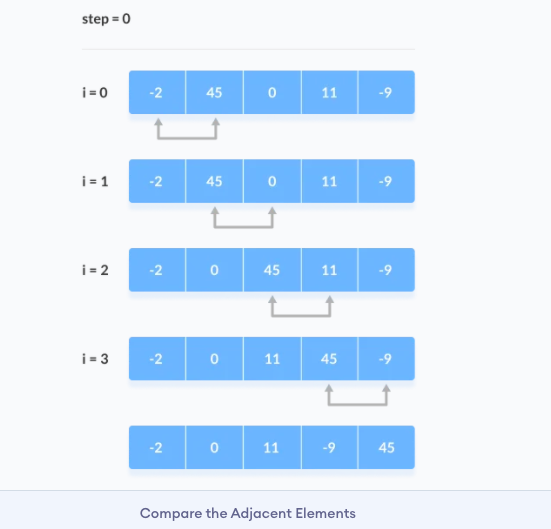 step = 0
i = 0 -2 45 0 11 -9
i = 1 -2 45 0 11 -9
i = 2 -2 0 45 11 -9
i = 3 -2 0 11 45 -9
-2 0 11 -9 45
Compare the Adjacent Elements